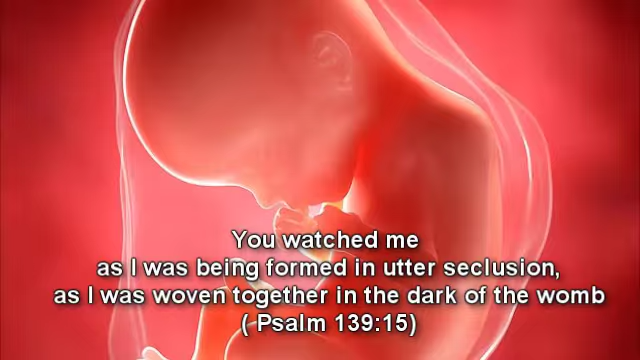 You watched me
as I was being formed in utter seclusion,
as I was woven together in the dark of the womb
( Psalm 139:15)